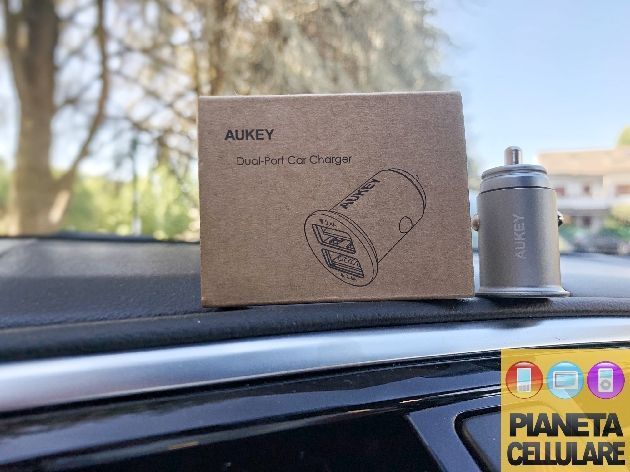 AUKEY
Dual-Port Car Charger
AUKEY
AUKEY
PIANETA
CELLULARE